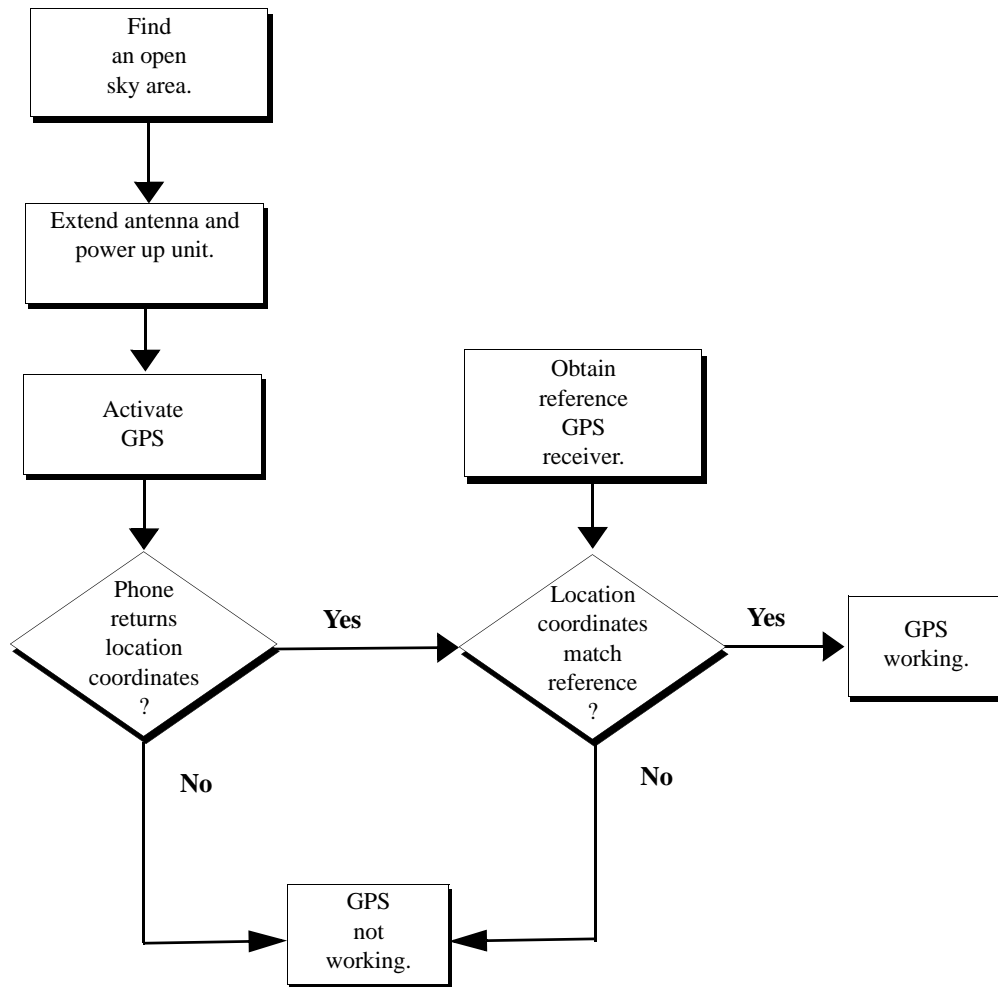 Find
an open
sky area.
Extend antenna and
power up unit.
Activate
GPS
Obtain
reference
GPS
receiver.
Phone
returns
location
coordinates
?
Yes
Location
coordinates
match
reference
?
Yes
GPS
working.
No
No
GPS
not
working.